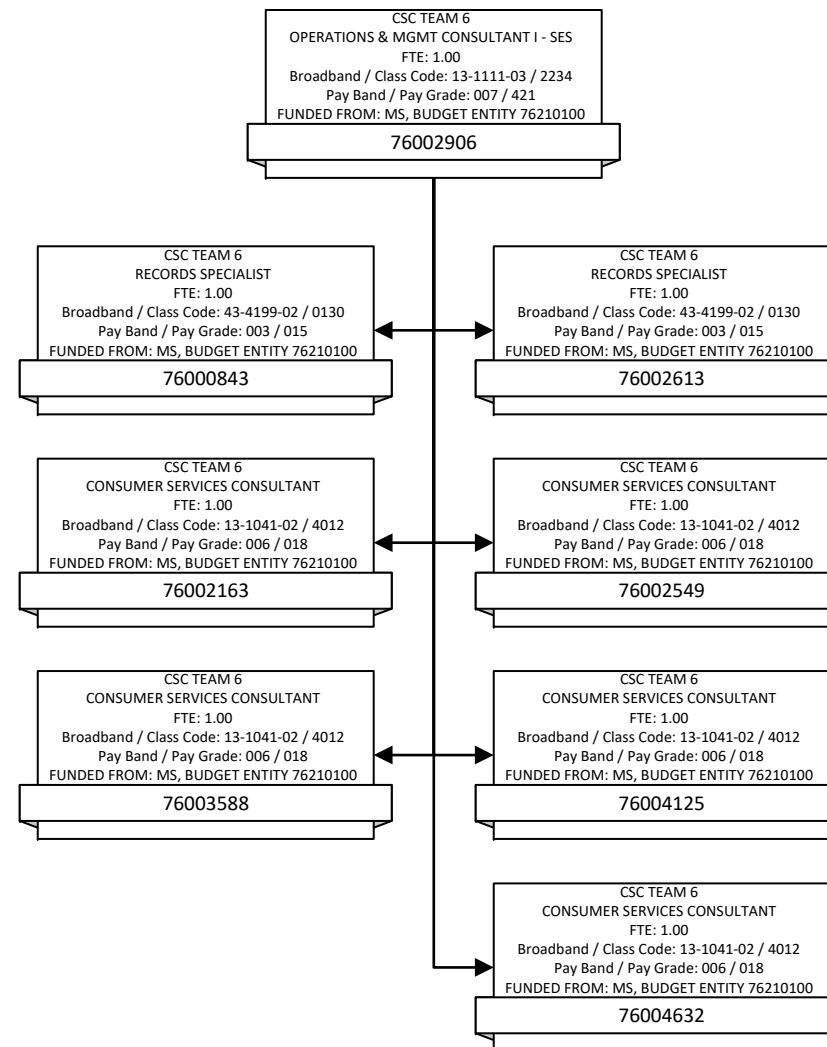 CSC TEAM 6
OPERATIONS & MGMT CONSULTANT I - SES
FTE: 1.00
Broadband / Class Code: 13-1111-03 / 2234
Pay Band / Pay Grade: 007 / 421
FUNDED FROM: MS, BUDGET ENTITY 76210100
76002906
CSC TEAM 6
RECORDS SPECIALIST
FTE: 1.00
Broadband / Class Code: 43-4199-02 / 0130
Pay Band / Pay Grade: 003 / 015
FUNDED FROM: MS, BUDGET ENTITY 76210100
76000843
CSC TEAM 6
RECORDS SPECIALIST
FTE: 1.00
Broadband / Class Code: 43-4199-02 / 0130
Pay Band / Pay Grade: 003 / 015
FUNDED FROM: MS, BUDGET ENTITY 76210100
76002613
CSC TEAM 6
CONSUMER SERVICES CONSULTANT
FTE: 1.00
Broadband / Class Code: 13-1041-02 / 4012
Pay Band / Pay Grade: 006 / 018
FUNDED FROM: MS, BUDGET ENTITY 76210100
76002163
CSC TEAM 6
CONSUMER SERVICES CONSULTANT
FTE: 1.00
Broadband / Class Code: 13-1041-02 / 4012
Pay Band / Pay Grade: 006 / 018
FUNDED FROM: MS, BUDGET ENTITY 76210100
76002549
CSC TEAM 6
CONSUMER SERVICES CONSULTANT
FTE: 1.00
Broadband / Class Code: 13-1041-02 / 4012
Pay Band / Pay Grade: 006 / 018
FUNDED FROM: MS, BUDGET ENTITY 76210100
76003588
CSC TEAM 6
CONSUMER SERVICES CONSULTANT
FTE: 1.00
Broadband / Class Code: 13-1041-02 / 4012
Pay Band / Pay Grade: 006 / 018
FUNDED FROM: MS, BUDGET ENTITY 76210100
76004125
CSC TEAM 6
CONSUMER SERVICES CONSULTANT
FTE: 1.00
Broadband / Class Code: 13-1041-02 / 4012
Pay Band / Pay Grade: 006 / 018
FUNDED FROM: MS, BUDGET ENTITY 76210100
76004632